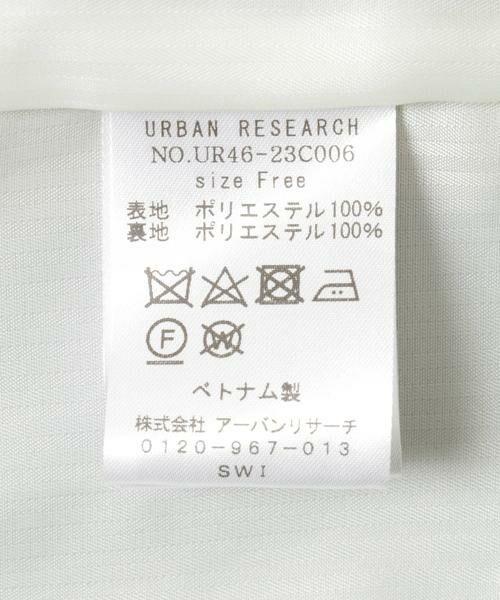 URBAN RESEARCH
NO.UR46-23C006
size Free
表地 ポリエステル100%
裏地 ポリエステル100%
F W
ベトナム製
株式会社 アーバンリサーチ
0120-967-013
SWI